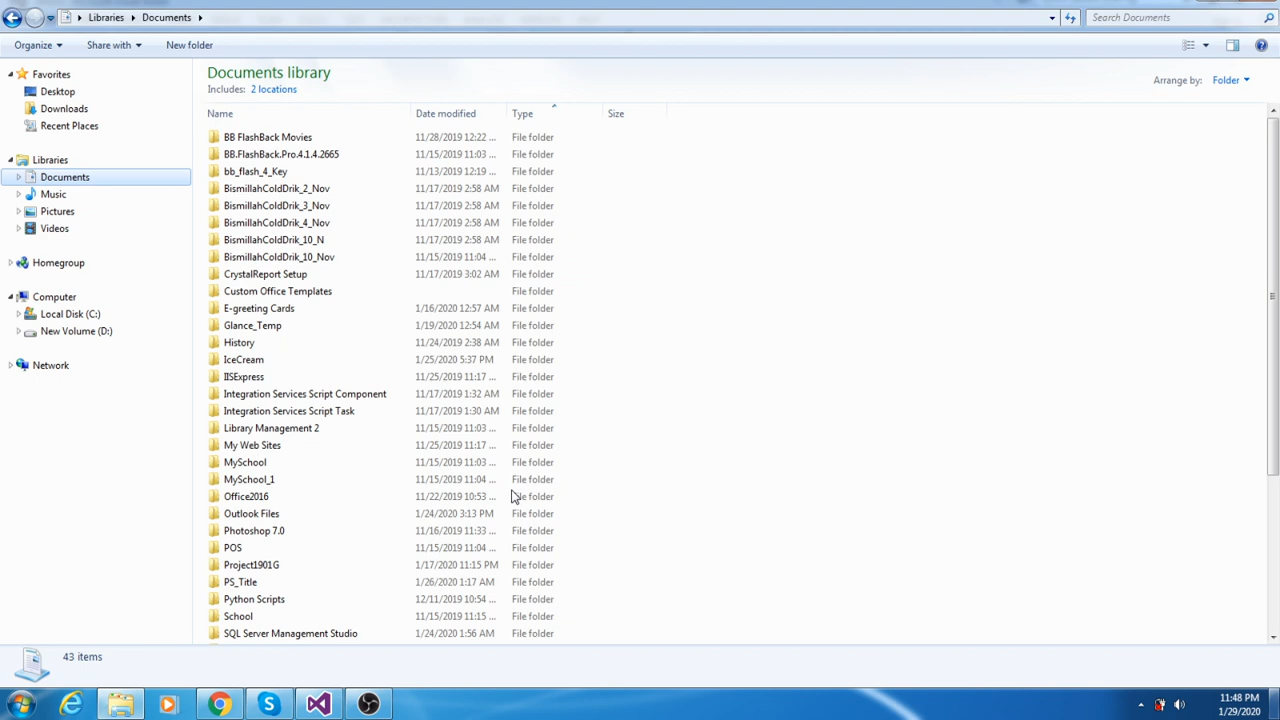 Libraries Documents
Search Documents
Organize Share with New folder
Favorites
Desktop
Downloads
Recent Places
Libraries
Documents
Music
Pictures
Videos
Homegroup
Computer
Local Disk (C:)
New Volume (D:)
Network
Documents library
Includes: 2 locations
Arrange by: Folder
Name Date modified Type Size
BB FlashBack Movies 11/28/2019 12:22 ... File folder
BB.FlashBack.Pro.4.1.4.2665 11/15/2019 11:03 ... File folder
bb_flash_4_Key 11/13/2019 12:19 ... File folder
BismillahColdDrik_2_Nov 11/17/2019 2:58 AM File folder
BismillahColdDrik_3_Nov 11/17/2019 2:58 AM File folder
BismillahColdDrik_4_Nov 11/17/2019 2:58 AM File folder
BismillahColdDrik_10_N 11/17/2019 2:58 AM File folder
BismillahColdDrik_10_Nov 11/15/2019 11:04 ... File folder
CrystalReport Setup 11/17/2019 3:02 AM File folder
Custom Office Templates File folder
E-greeting Cards 1/16/2020 12:57 AM File folder
Glance_Temp 1/19/2020 12:54 AM File folder
History 11/24/2019 2:38 AM File folder
IceCream 1/25/2020 5:37 PM File folder
IISExpress 11/25/2019 11:17 ... File folder
Integration Services Script Component 11/17/2019 1:32 AM File folder
Integration Services Script Task 11/17/2019 1:30 AM File folder
Library Management 2 11/15/2019 11:03 ... File folder
My Web Sites 11/25/2019 11:17 ... File folder
MySchool 11/15/2019 11:03 ... File folder
MySchool_1 11/15/2019 11:04 ... File folder
Office2016 11/22/2019 10:53 ... File folder
Outlook Files 1/24/2020 3:13 PM File folder
Photoshop 7.0 11/16/2019 11:33 ... File folder
POS 11/15/2019 11:04 ... File folder
Project1901G 1/17/2020 11:15 PM File folder
PS_Title 1/26/2020 1:17 AM File folder
Python Scripts 12/11/2019 10:54 ... File folder
School 11/15/2019 11:15 ... File folder
SQL Server Management Studio 1/24/2020 1:56 AM File folder
43 items
11:48 PM
1/29/2020